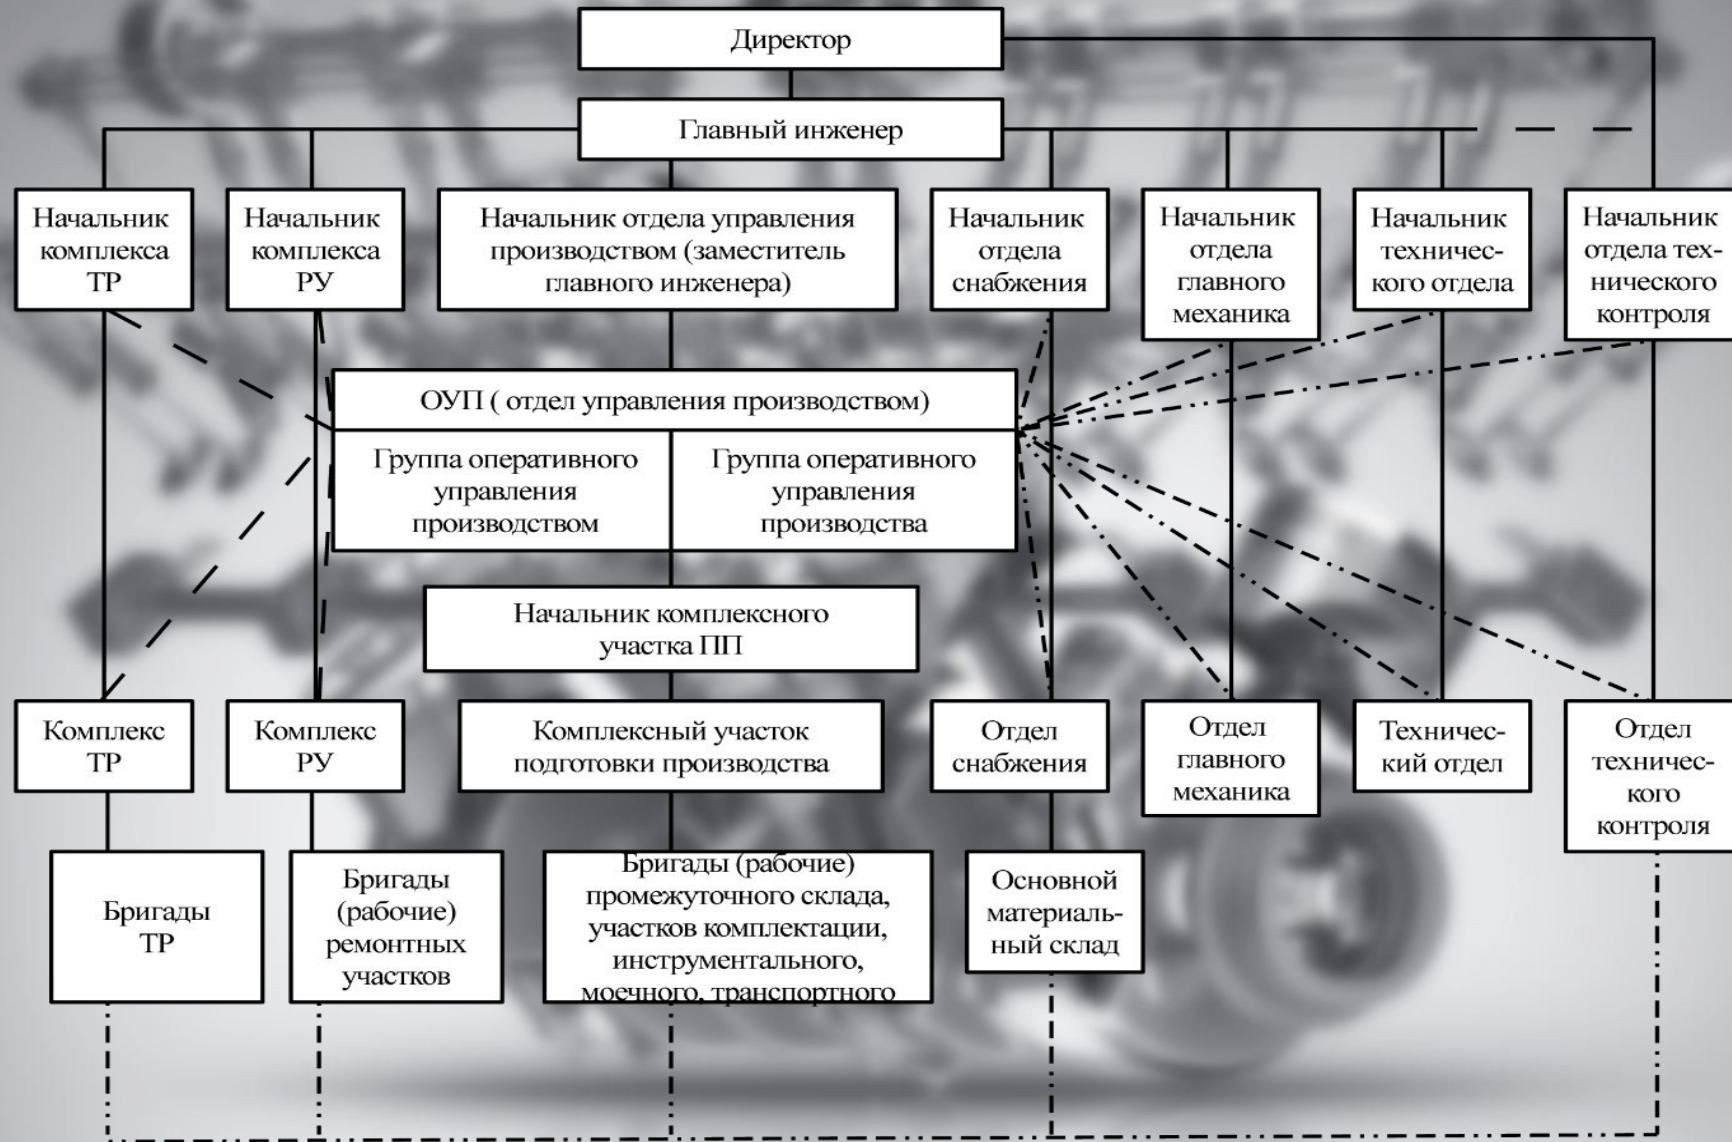 Директор
Главный инженер
Начальник
комплекса
ТР
Начальник
комплекса
РУ
Начальник отдела управления
производством (заместитель
главного инженера)
Начальник
отдела
снабжения
Начальник
отдела
главного
механика
Начальник
техничес-
кого отдела
Начальник
отдела тех-
нического
контроля
ОУП ( отдел управления производством)
Группа оперативного
управления
производством
Группа оперативного
управления
производства
Начальник комплексного
участка ПП
Комплекс
ТР
Комплекс
РУ
Комплексный участок
подготовки производства
Отдел
снабжения
Отдел
главного
механика
Техничес-
кий отдел
Отдел
техничес-
кого
контроля
Бригады
ТР
Бригады
(рабочие)
ремонтных
участков
Бригады (рабочие)
промежуточного склада,
участков комплектации,
инструментального,
моечного, транспортного
Основной
материаль-
ный склад